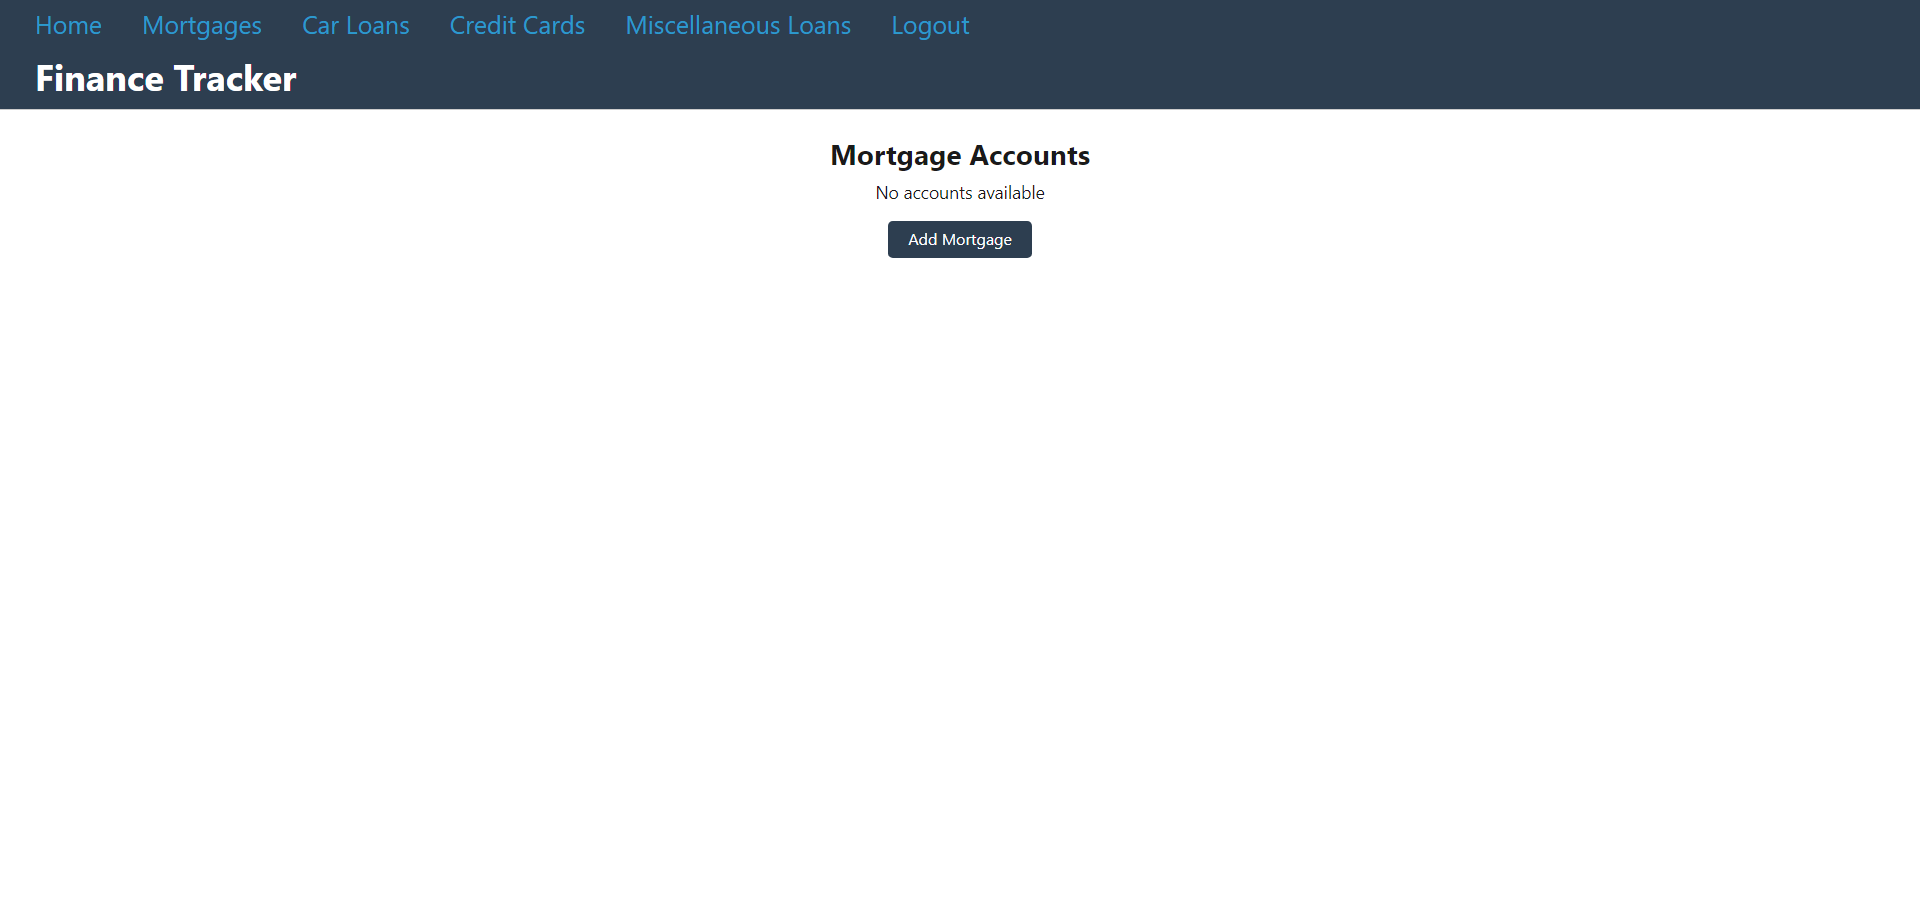 Home Mortgages Car Loans Credit Cards Miscellaneous Loans Logout
Finance Tracker
Mortgage Accounts
No accounts available
Add Mortgage